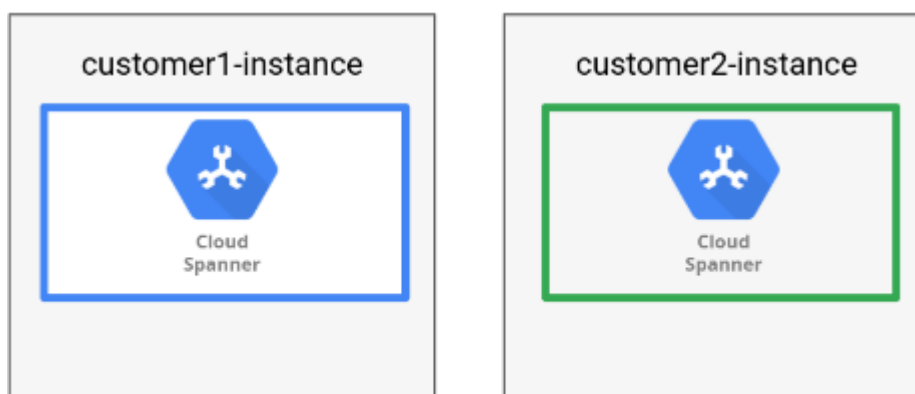 customer1-instance
Cloud
Spanner
customer2-instance
Cloud
Spanner